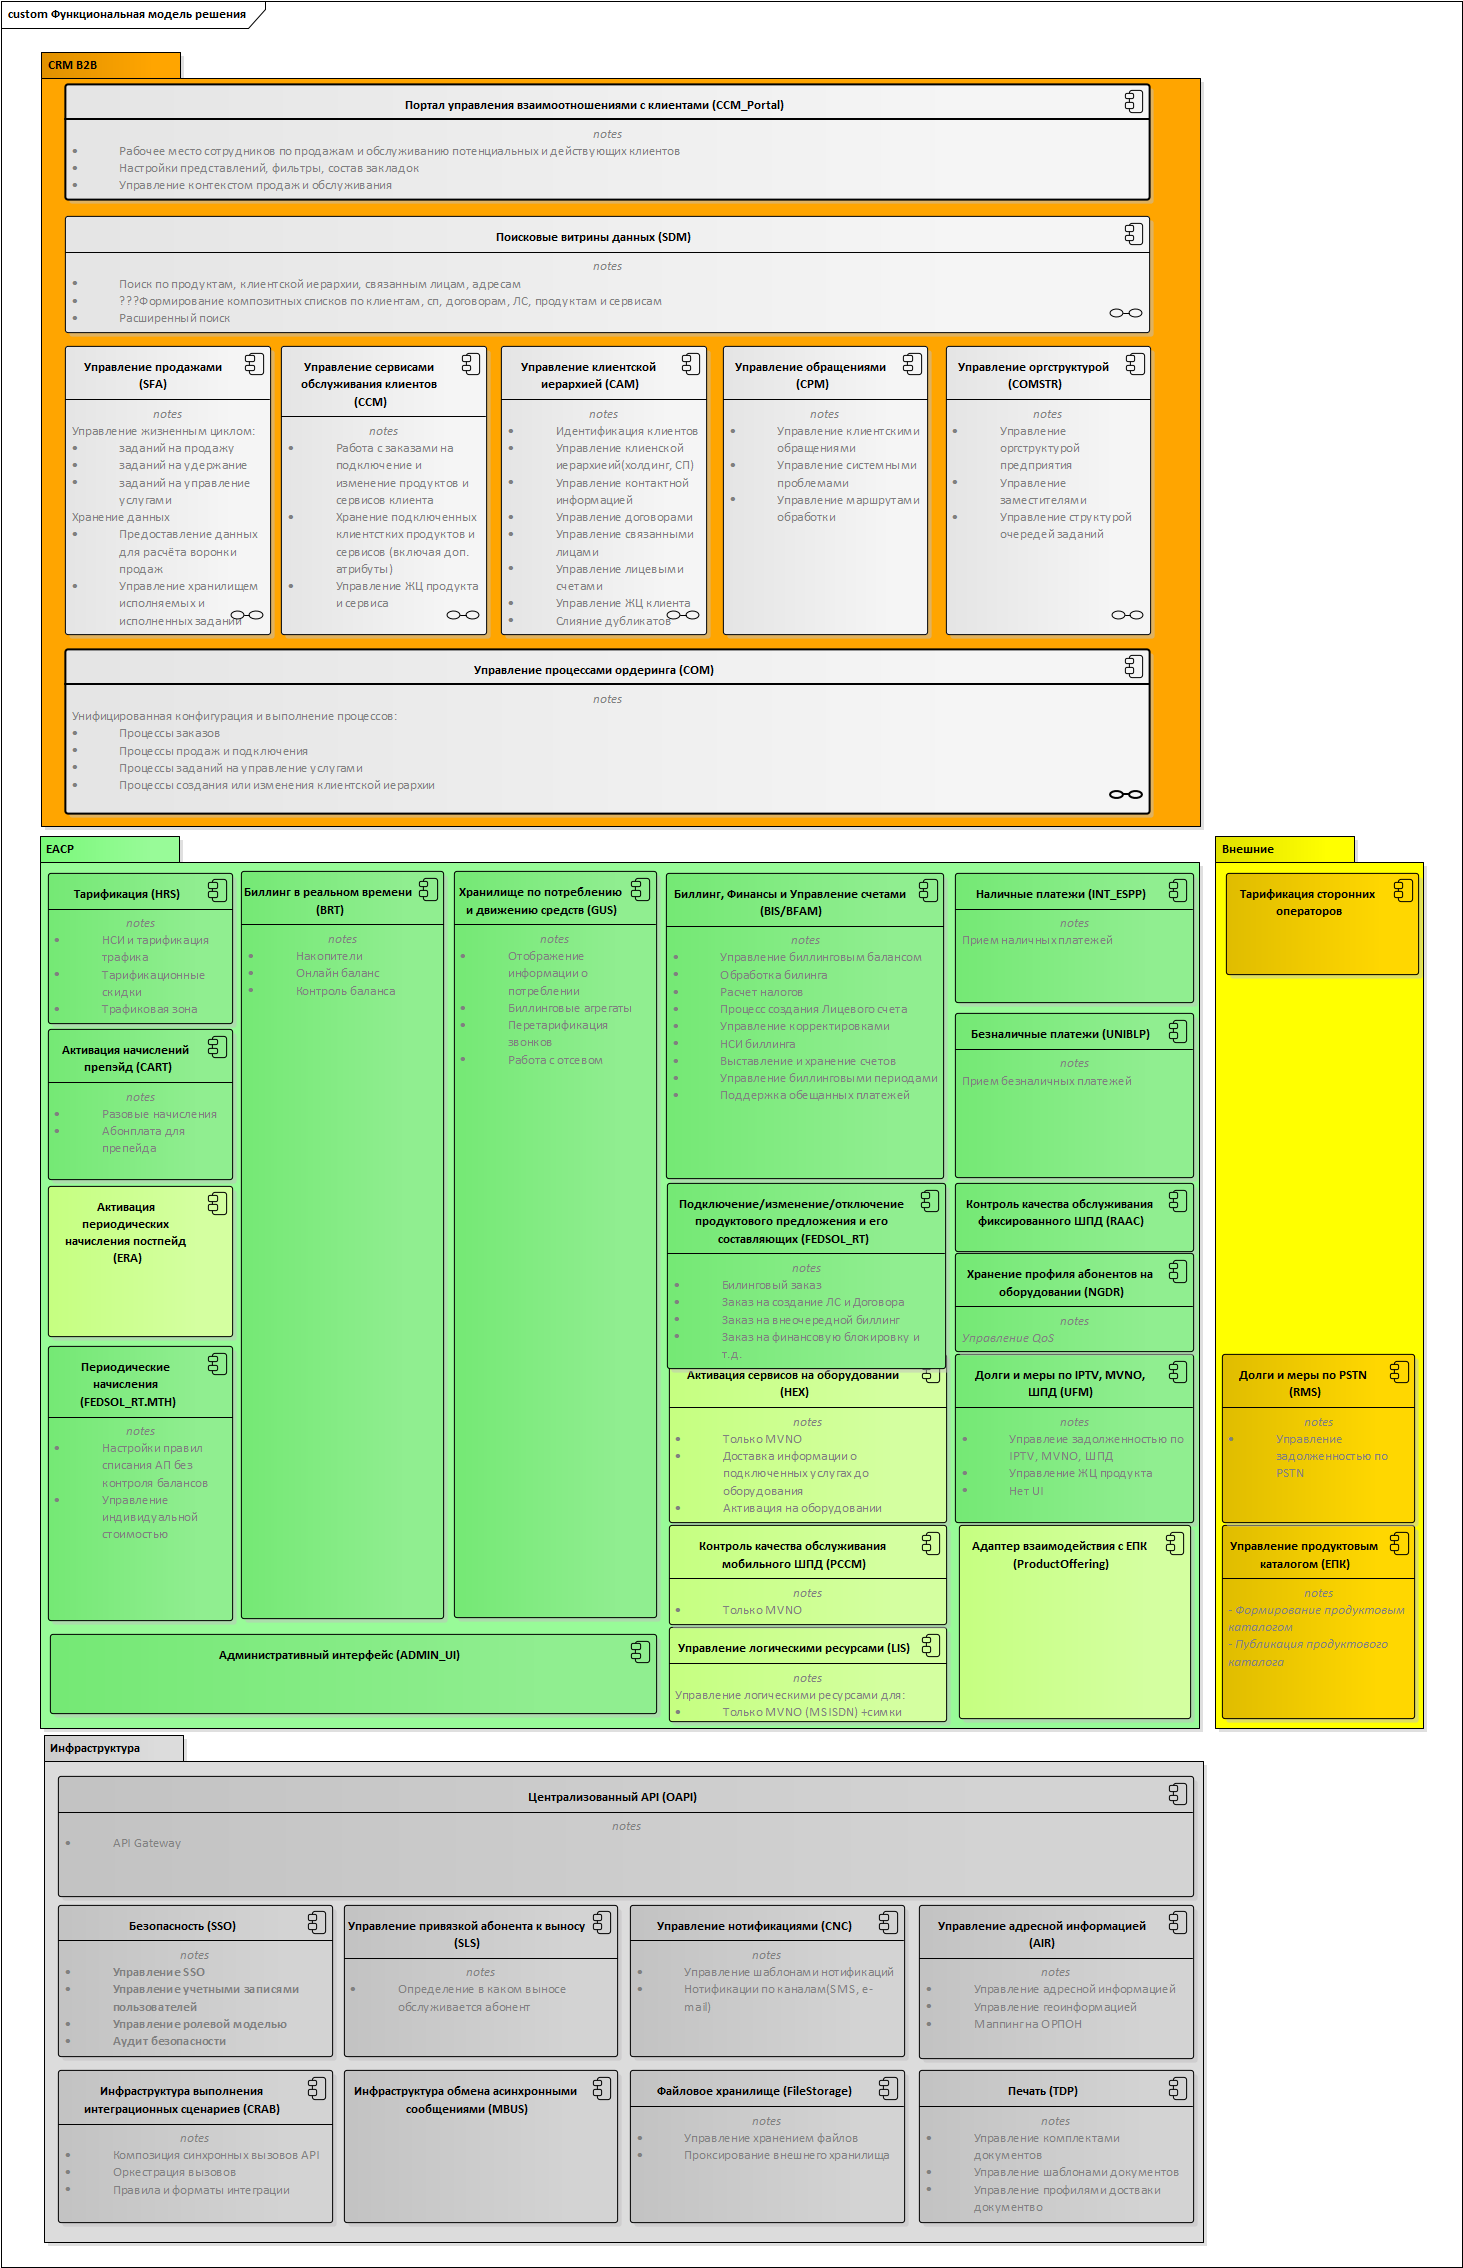 custom Функциональная модель решения
CRM B2B
Портал управления взаимоотношениями с клиентами (CCM_Portal)
notes
• Рабочее место сотрудников по продажам и обслуживанию потенциальных и действующих клиентов
• Настройки представлений, фильтры, состав закладок
• Управление контекстом продаж и обслуживания
Поисковые витрины данных (SDM)
notes
• Поиск по продуктам, клиентской иерархии, связанным лицам, адресам
• ???Формирование композитных списков по клиентам, сп, договорам, ЛС, продуктам и сервисам
• Расширенный поиск
Управление продажами
(SFA)
notes
Управление жизненным циклом:
• заданий на продажу
• заданий на удержание
• заданий на управление
услугами
Хранение данных
• Предоставление данных
для расчёта воронки
продаж
• Управление хранилищем
исполняемых и
исполненных заданий
Управление сервисами
обслуживания клиентов
(CCM)
notes
• Работа с заказами на
подключение и
изменение продуктов и
сервисов клиента
• Хранение подключенных
клиентстких продуктов и
сервисов (включая доп.
атрибуты)
• Управление ЖЦ продукта
и сервиса
Управление клиентской
иерархией (CAM)
notes
• Идентификация клиентов
• Управление клиенской
иерархиеий(холдинг, СП)
• Управление контактной
информацией
• Управление договорами
• Управление связанными
лицами
• Управление лицевыми
счетами
• Управление ЖЦ клиента
• Слияние дубликатов
Управление обращениями
(CPM)
notes
• Управление клиентскими
обращениями
• Управление системными
проблемами
• Управление маршрутами
обработки
Управление оргструктурой
(COMSTR)
notes
• Управление
оргструктурой
предприятия
• Управление
заместителями
• Управление структурой
очередей заданий
Управление процессами ордеринга (COM)
notes
Унифицированная конфигурация и выполнение процессов:
• Процессы заказов
• Процессы продаж и подключения
• Процессы заданий на управление услугами
• Процессы создания или изменения клиентской иерархии
EACP
Тарификация (HRS)
notes
• НСИ и тарификация
трафика
• Тарификационные
скидки
• Трафиковая зона
Активация начислений
препэйд (CART)
notes
• Разовые начисления
• Абонплата для
препейда
Активация
периодических
начисления постпейд
(ERA)
Периодические
начисления
(FEDSOL_RT.MTH)
notes
• Настройки правил
списания АП без
контроля балансов
• Управление
индивидуальной
стоимостью
Биллинг в реальном времени
(BRT)
notes
• Накопители
• Онлайн баланс
• Контроль баланса
Хранилище по потреблению
и движению средств (GUS)
notes
• Отображение
информации о
потреблении
• Биллинговые агрегаты
• Перетарификация
звонков
• Работа с отсевом
Административный интерфейс (ADMIN_UI)
Биллинг, Финансы и Управление счетами
(BIS/BFAM)
notes
• Управление биллинговым балансом
• Обработка билинга
• Расчет налогов
• Процесс создания Лицевого счета
• Управление корректировками
• НСИ биллинга
• Выставление и хранение счетов
• Управление биллинговыми периодами
• Поддержка обещанных платежей
Подключение/изменение/отключение
продуктового предложения и его
составляющих (FEDSOL_RT)
notes
• Билинговый заказ
• Заказ на создание ЛС и Договора
• Заказ на внеочередной биллинг
• Заказ на финансовую блокировку и
т.д.
Активация сервисов на оборудовании
(HEX)
notes
• Только MVNO
• Доставка информации о
подключенных услугах до
оборудования
• Активация на оборудовании
Контроль качества обслуживания
мобильного ШПД (PCCM)
notes
• Только MVNO
Управление логическими ресурсами (LIS)
notes
Управление логическими ресурсами для:
• Только MVNO (MSISDN) +симки
Наличные платежи (INT_ESPP)
notes
Прием наличных платежей
Безналичные платежи (UNIBLP)
notes
Прием безналичных платежей
Контроль качества обслуживания
фиксированного ШПД (RAAC)
Хранение профиля абонентов на
оборудовании (NGDR)
notes
Управление QoS
Долги и меры по IPTV, MVNO,
ШПД (UFM)
notes
• Управлеие задолженностью по
IPTV, MVNO, ШПД
• Управление ЖЦ продукта
• Нет UI
Адаптер взаимодействия с ЕПК
(ProductOffering)
Внешние
Тарификация сторонних
операторов
Долги и меры по PSTN
(RMS)
notes
• Управление
задолженностью по
PSTN
Управление продуктовым
каталогом (ЕПК)
notes
- Формирование продуктовым
каталогом
- Публикация продуктового
каталога
Инфраструктура
Централизованный API (OAPI)
notes
• API Gateway
Безопасность (SSO)
notes
• Управление SSO
• Управление учетными записями
пользователей
• Управление ролевой моделью
• Аудит безопасности
Управление привязкой абонента к выносу
(SLS)
notes
• Определение в каком выносе
обслуживается абонент
Управление нотификациями (CNC)
notes
• Управление шаблонами нотификаций
• Нотификации по каналам(SMS, e-
mail)
Управление адресной информацией
(AIR)
notes
• Управление адресной информацией
• Управление геоинформацией
• Маппинг на ОРПОН
Инфраструктура выполнения
интеграционных сценариев (CRAB)
notes
• Композиция синхронных вызовов API
• Оркестрация вызовов
• Правила и форматы интеграции
Инфраструктура обмена асинхронными
сообщениями (MBUS)
Файловое хранилище (FileStorage)
notes
• Управление хранением файлов
• Проксирование внешнего хранилища
Печать (TDP)
notes
• Управление комплектами
документов
• Управление шаблонами документов
• Управление профилями доставки
документво